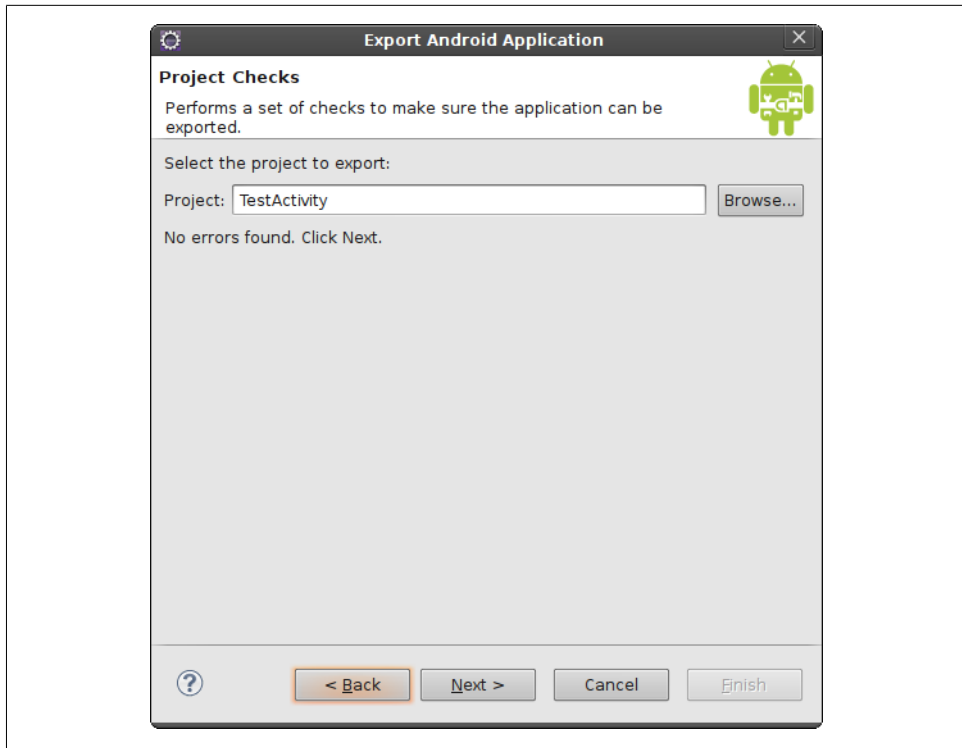 Export Android Application
Project Checks
Performs a set of checks to make sure the application can be
exported.
Select the project to export:
Project: TestActivity Browse...
No errors found. Click Next.
? < Back Next > Cancel Finish